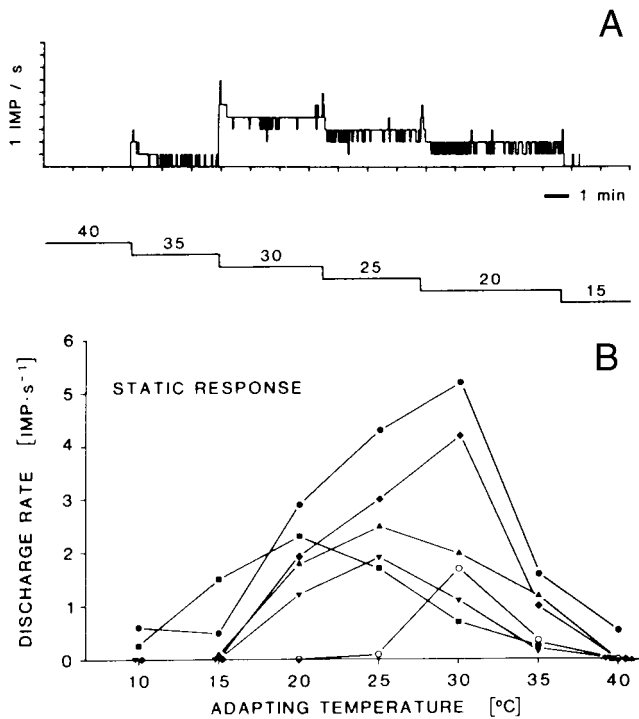 A
1 IMP / s
1 min
40
35
30
25
20
15
B
STATIC RESPONSE
DISCHARGE RATE [IMP·s⁻¹]
6
5
4
3
2
1
0
10 15 20 25 30 35 40
ADAPTING TEMPERATURE [°C]